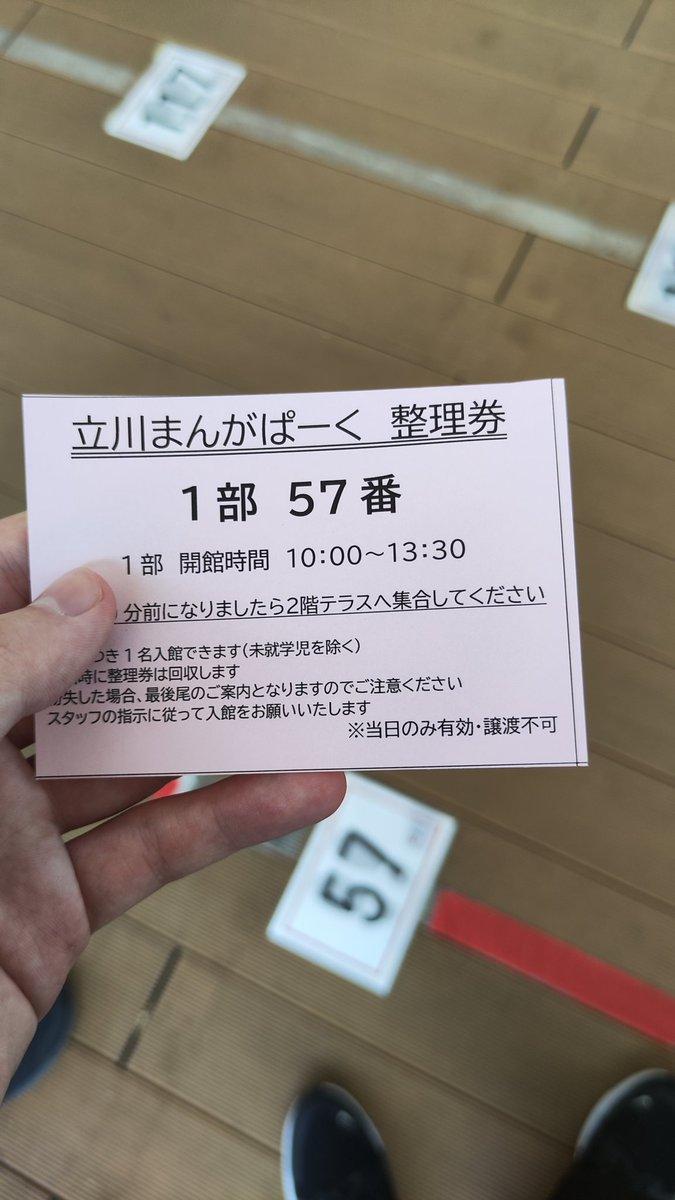 117
立川まんがぱーく 整理券
1部 57番
1部 開館時間 10:00～13:30
分前になりましたら2階テラスへ集合してください
つき1名入館できます(未就学児を除く)
時に整理券は回収します
失した場合、最後尾のご案内となりますのでご注意ください
スタッフの指示に従って入館をお願いいたします
※当日のみ有効・譲渡不可
57